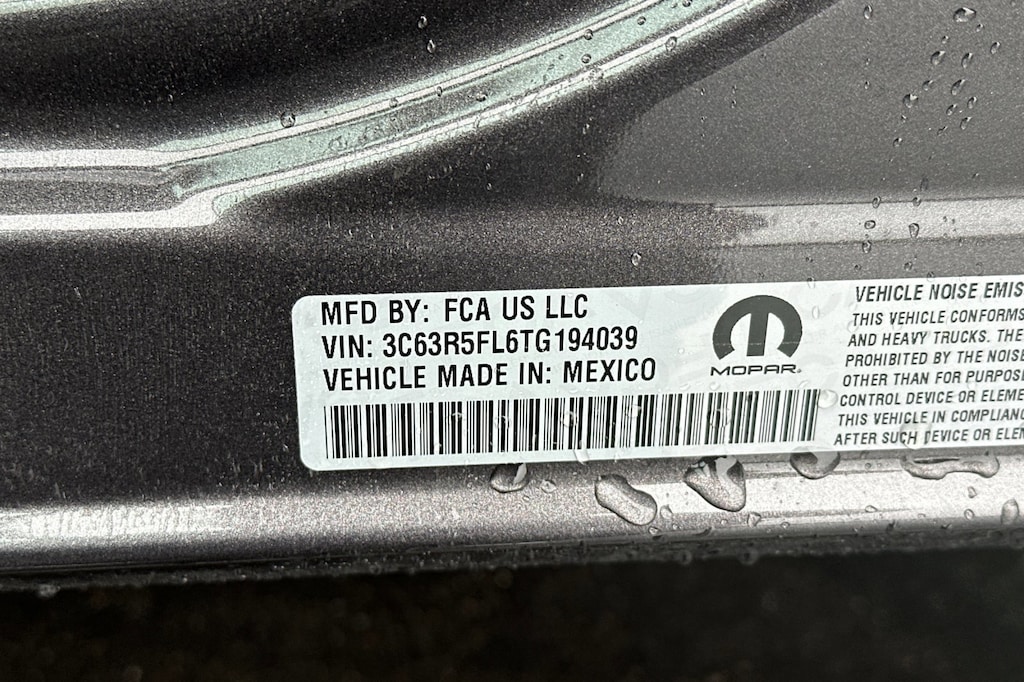 MFD BY: FCA US LLC
VIN: 3C63R5FL6TG194039
VEHICLE MADE IN: MEXICO
MOPAR®
VEHICLE NOISE EMIS
THIS VEHICLE CONFORMS
AND HEAVY TRUCKS. THE
PROHIBITED BY THE NOISE
OTHER THAN FOR PURPOSE
CONTROL DEVICE OR ELEME
THIS VEHICLE IN COMPLIANC
AFTER SUCH DEVICE OR ELEM